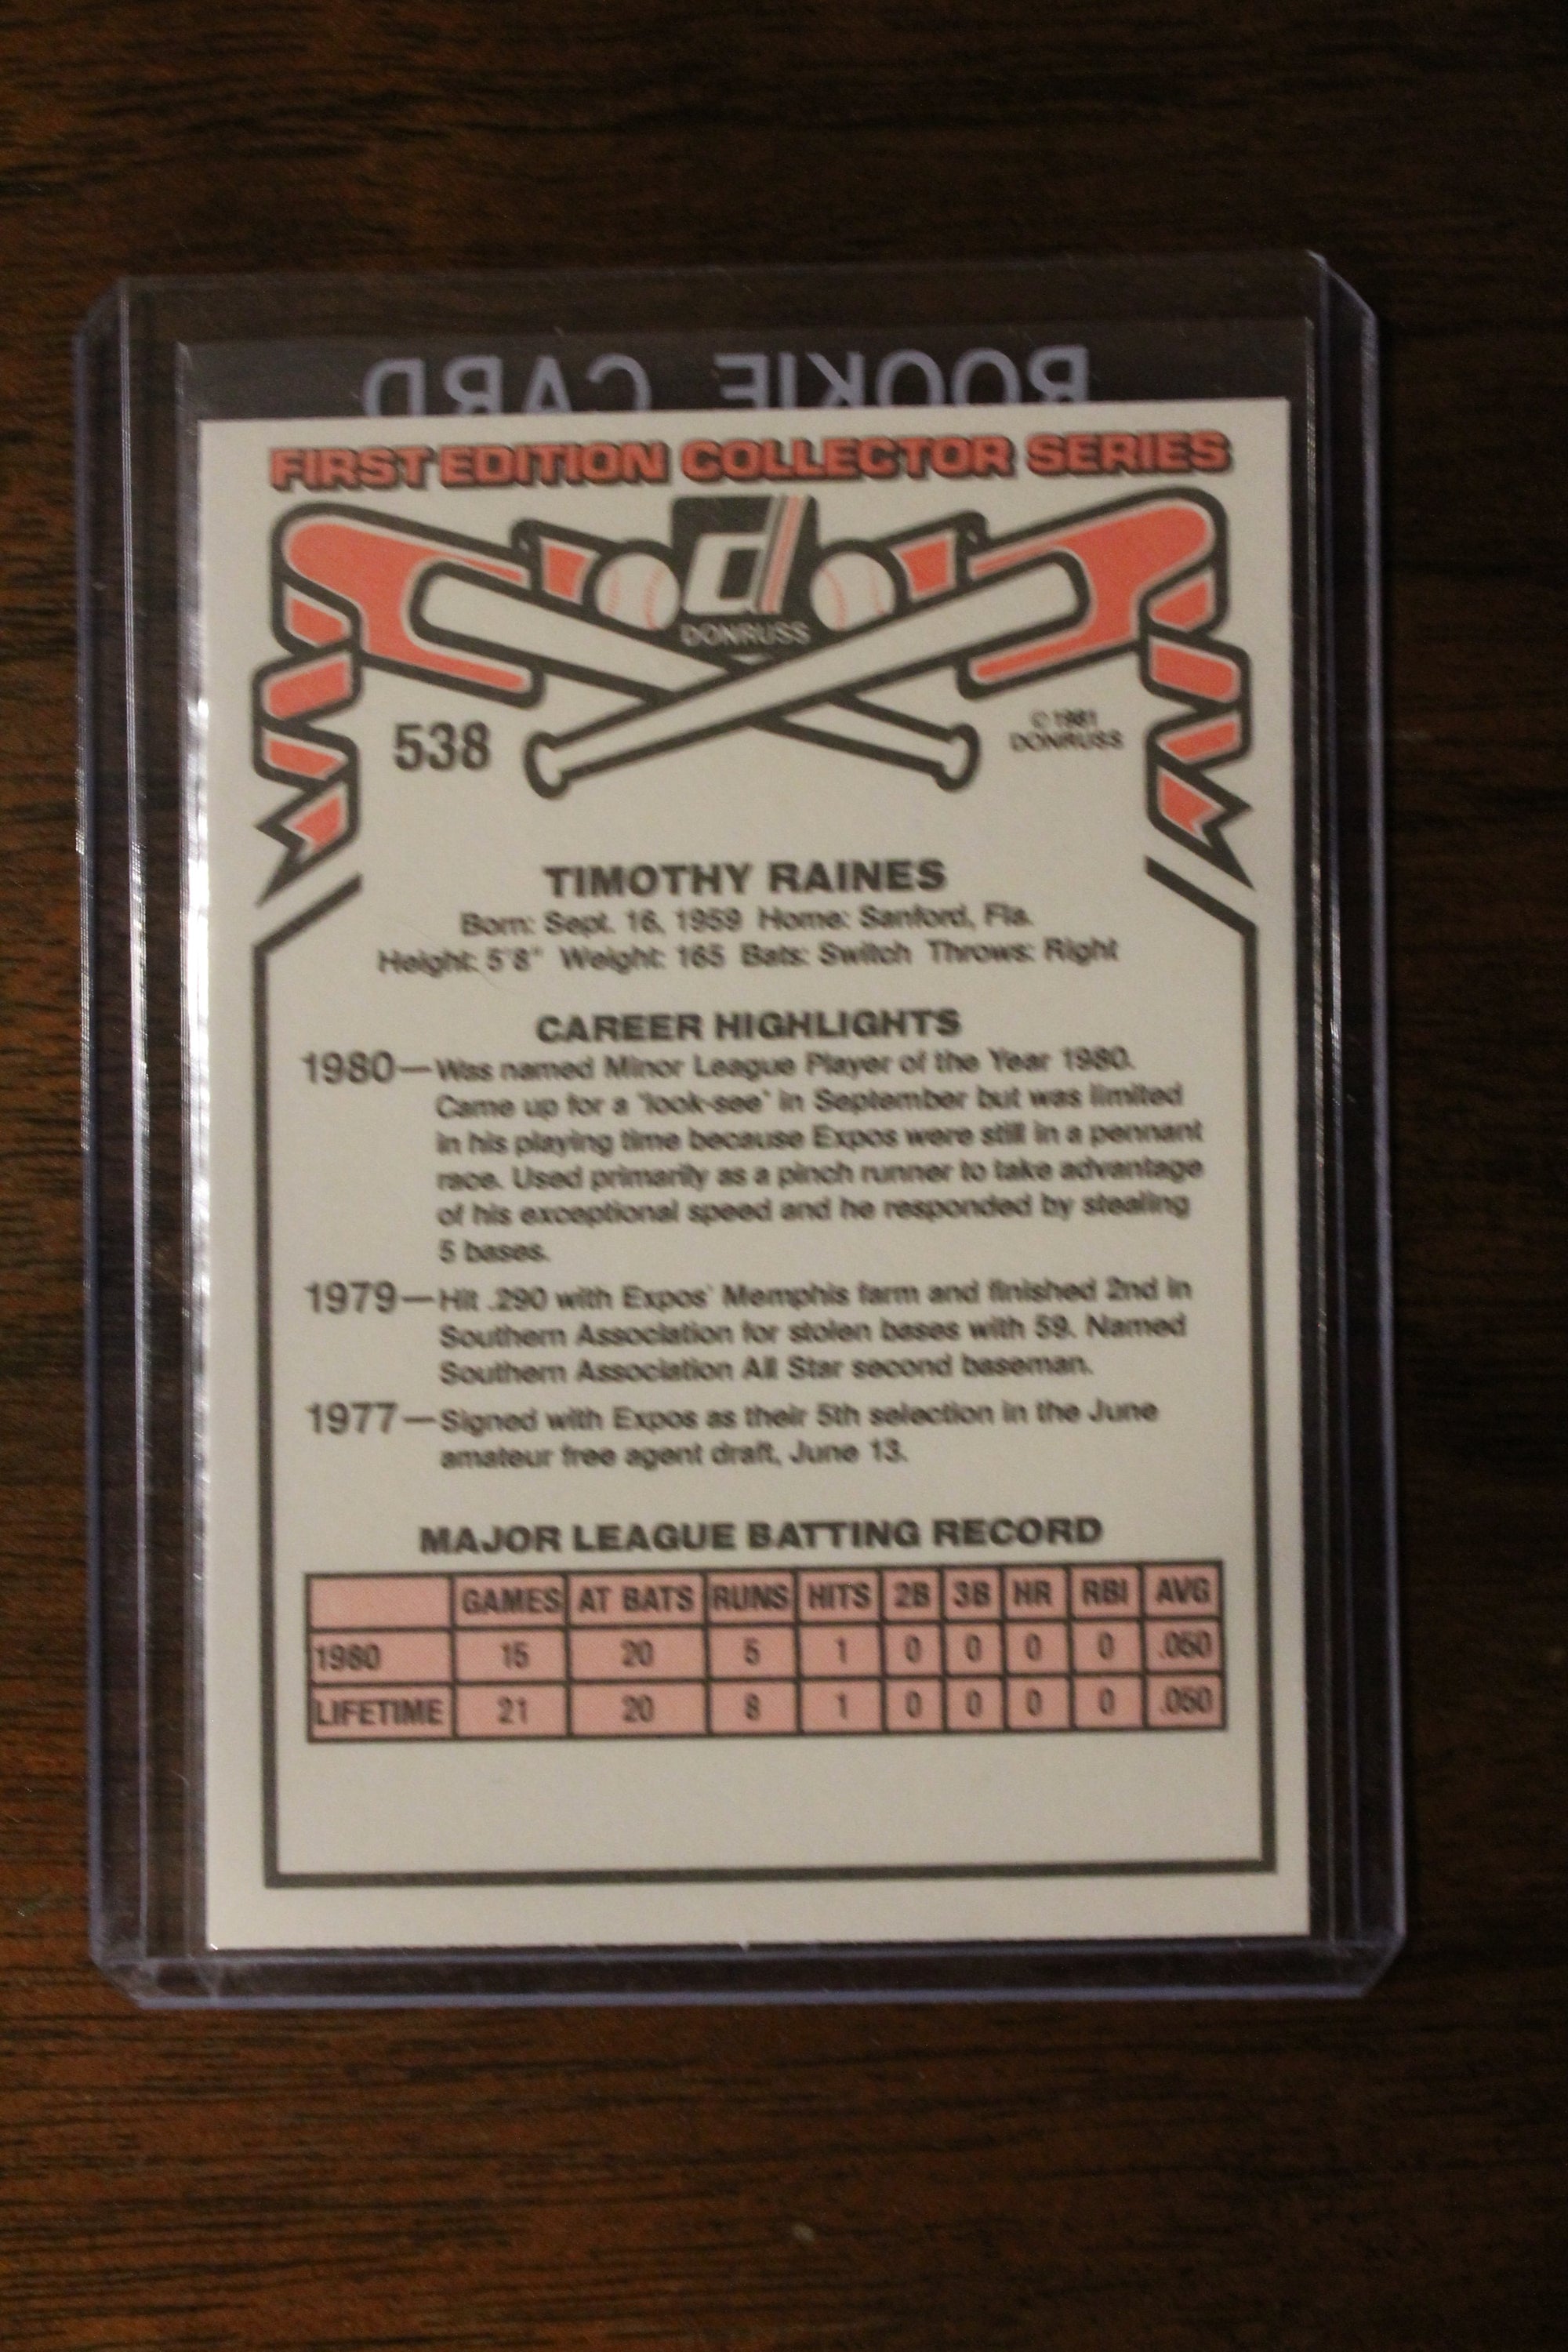 ROOKIE CARD
FIRST EDITION COLLECTOR SERIES
d
DONRUSS
538
© 1981
DONRUSS
TIMOTHY RAINES
Born: Sept. 16, 1959 Home: Sanford, Fla.
Height: 5'8" Weight: 165 Bats: Switch Throws: Right
CAREER HIGHLIGHTS
1980—Was named Minor League Player of the Year 1980.
Came up for a 'look-see' in September but was limited
in his playing time because Expos were still in a pennant
race. Used primarily as a pinch runner to take advantage
of his exceptional speed and he responded by stealing
5 bases.
1979—Hit .290 with Expos' Memphis farm and finished 2nd in
Southern Association for stolen bases with 59. Named
Southern Association All Star second baseman.
1977—Signed with Expos as their 5th selection in the June
amateur free agent draft, June 13.
MAJOR LEAGUE BATTING RECORD
GAMES AT BATS RUNS HITS 2B 3B HR RBI AVG
1980 15 20 5 1 0 0 0 0 .050
LIFETIME 21 20 8 1 0 0 0 0 .050